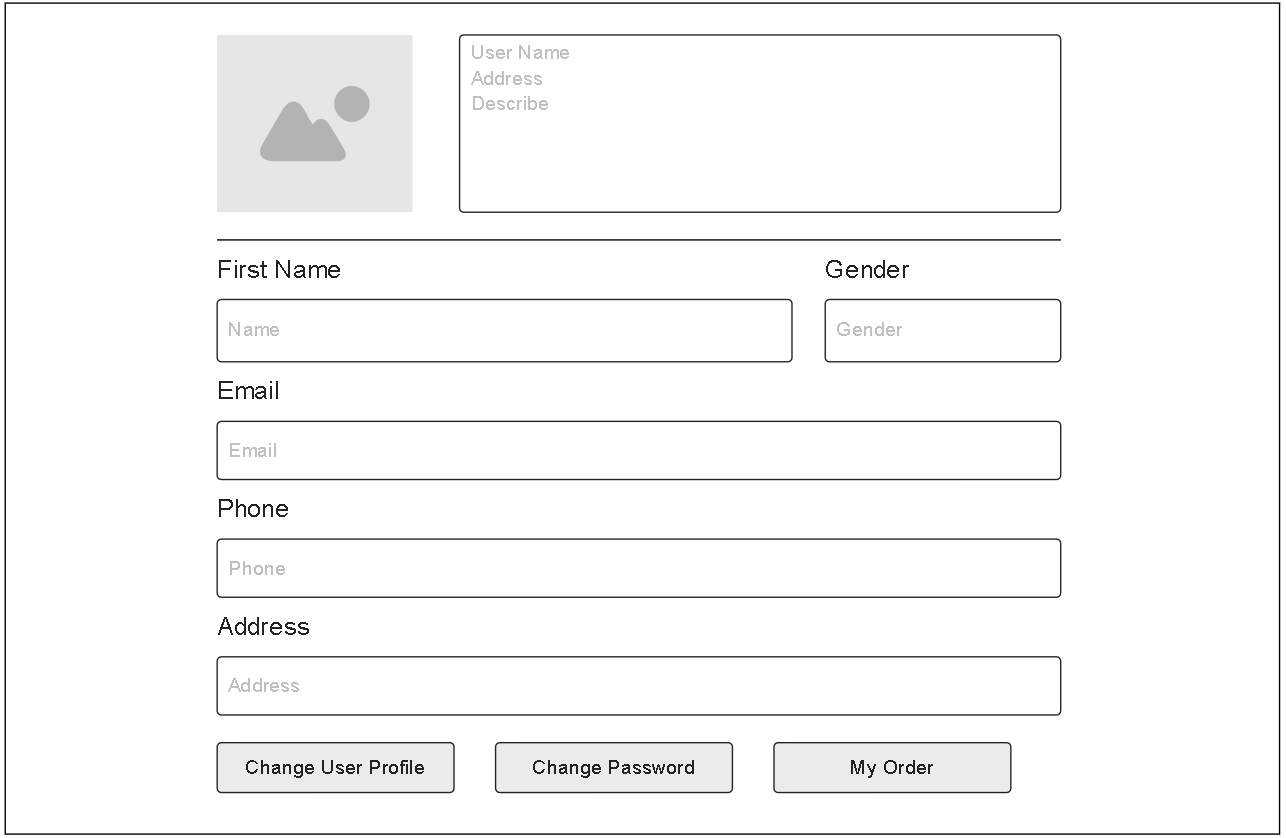 User Name
Address
Describe
First Name
Gender
Name
Gender
Email
Email
Phone
Phone
Address
Address
Change User Profile
Change Password
My Order